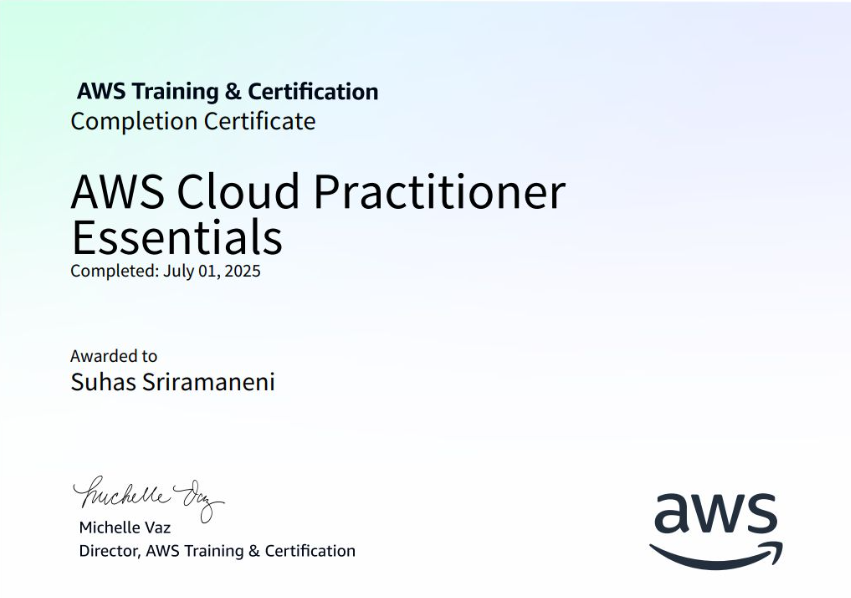 AWS Training & Certification
Completion Certificate
AWS Cloud Practitioner
Essentials
Completed: July 01, 2025
Awarded to
Suhas Sriramaneni
Michelle Vaz
Michelle Vaz
Director, AWS Training & Certification
aws